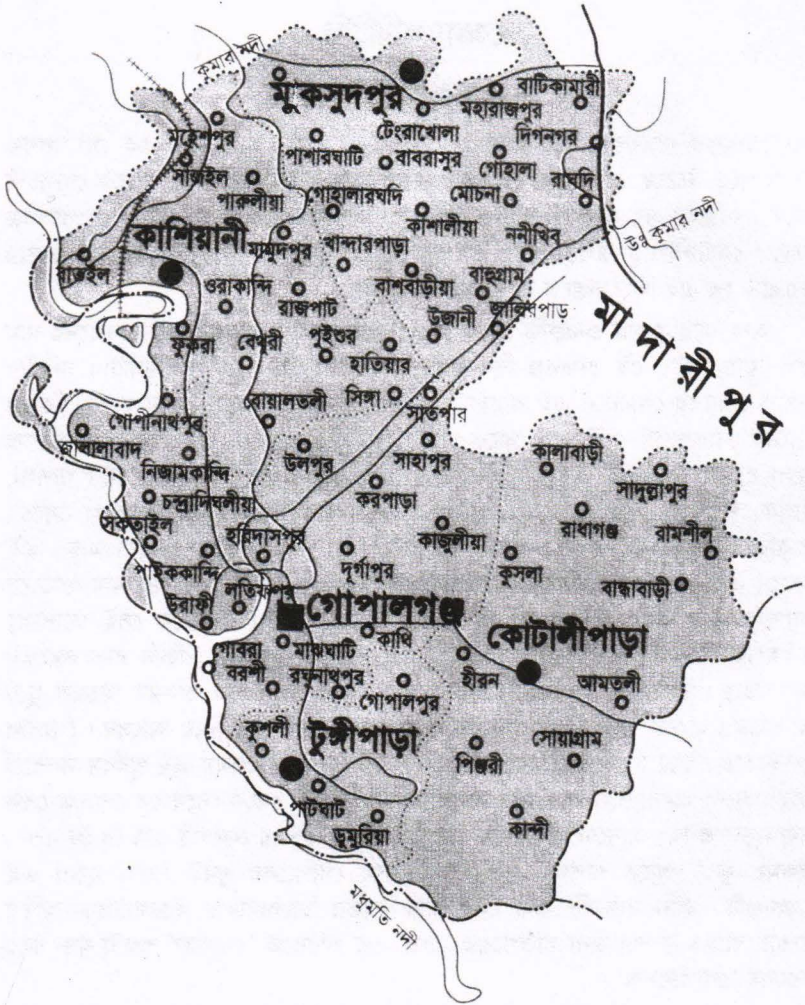 কুমার নদী
মুকসুদপুর
বাটিকামারী
মহারাজপুর
টেংরাখোলা
দিগনগর
মহেশপুর
পাশারঘাটি
বাবরাসুর
গোহালা
সাজাইল
পারুলীয়া
গোহালারঘদি
মোচনা
রাঘদি
কাশালীয়া
কাশিয়ানী
মামুদপুর
খান্দারপাড়া
ননীখিব
উলু কুমার নদী
রাতইল
ওরাকান্দি
বাশবাড়ীয়া
বাহুগ্রাম
রাজপাট
উজানী
জলিরপাড়
মাদারীপুর
ফুকরা
বেথুরী
পুইশুর
হাতিয়ার
সিঙ্গা
সাতপার
গোপীনাথপুর
বোয়ালতলী
জালালাবাদ
উলপুর
সাহাপুর
কালাবাড়ী
নিজামকান্দি
সাদুল্লাপুর
চন্দ্রাদিঘলীয়া
করপাড়া
সকতাইল
হরিদাসপুর
কাজুলীয়া
রাধাগঞ্জ
রামশীল
পাইককান্দি
দুর্গাপুর
কুসলা
বান্ধাবাড়ী
উরাফী
লতিফপুর
গোপালগঞ্জ
কোটালীপাড়া
গোবরা
মাঝঘাটি
কাথি
বরশী
রঘুনাথপুর
হীরন
আমতলী
গোপালপুর
কুশলী
টুঙ্গীপাড়া
সোয়াগ্রাম
পিঞ্জরী
পাটঘাট
ডুমুরিয়া
কান্দী
মধুমতি নদী